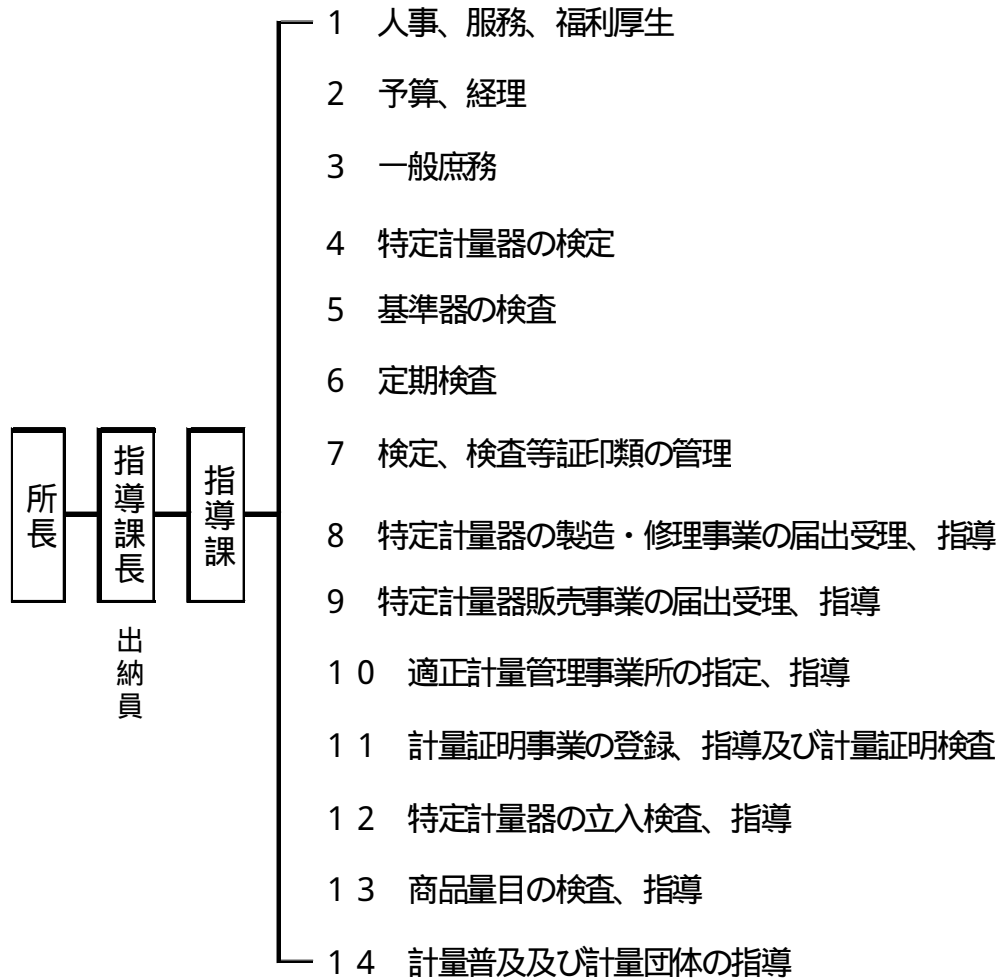 所長
指導課長
出納員
指導課
1 人事、服務、福利厚生
2 予算、経理
3 一般庶務
4 特定計量器の検定
5 基準器の検査
6 定期検査
7 検定、検査等証印類の管理
8 特定計量器の製造・修理事業の届出受理、指導
9 特定計量器販売事業の届出受理、指導
10 適正計量管理事業所の指定、指導
11 計量証明事業の登録、指導及び計量証明検査
12 特定計量器の立入検査、指導
13 商品量目の検査、指導
14 計量普及及び計量団体の指導